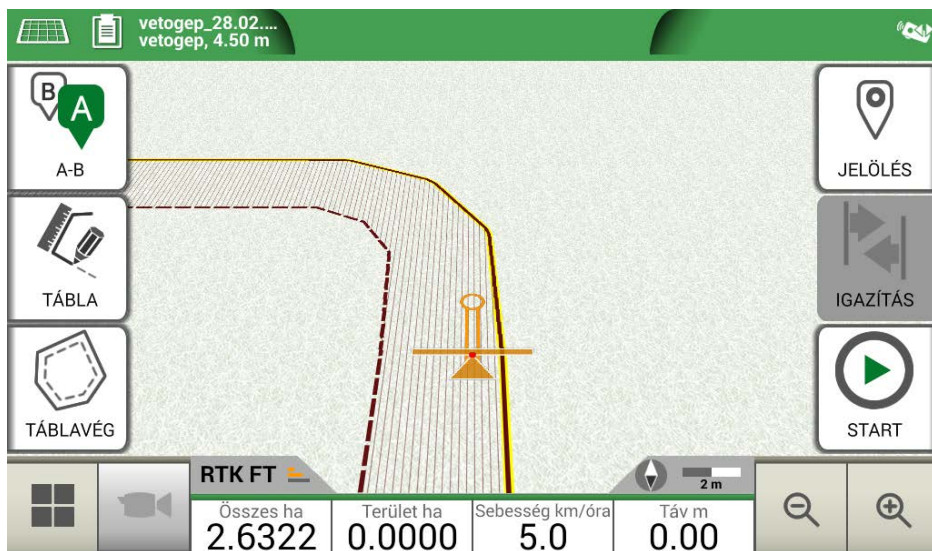 vetogep_28.02....
vetogep, 4.50 m
B
A
A-B
JELÖLÉS
TÁBLA
IGAZÍTÁS
TÁBLAVÉG
START
RTK FT
2 m
Összes ha
Terület ha
Sebesség km/óra
Táv m
2.6322
0.0000
5.0
0.00